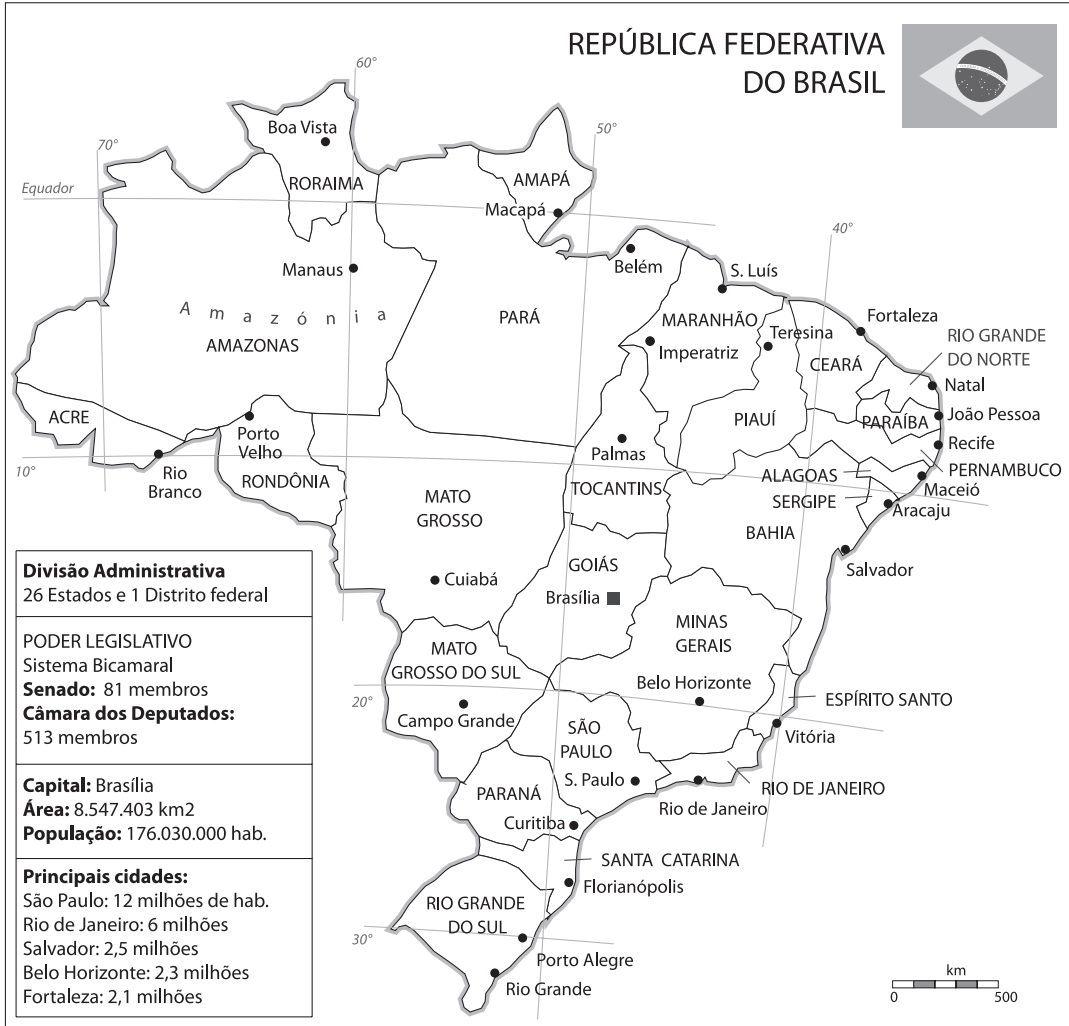 REPÚBLICA FEDERATIVA
DO BRASIL
60°
50°
70°
40°
Equador
Boa Vista
RORAIMA
AMAPÁ
Macapá
Manaus
Belém
S. Luís
Amazónia
AMAZONAS
PARÁ
MARANHÃO
Imperatriz
Teresina
Fortaleza
CEARÁ
RIO GRANDE
DO NORTE
Natal
ACRE
Porto
Velho
PIAUÍ
PARAÍBA
João Pessoa
Recife
PERNAMBUCO
10°
Rio
Branco
RONDÔNIA
Palmas
TOCANTINS
MATO
GROSSO
ALAGOAS
Maceió
SERGIPE
Aracaju
BAHIA
Salvador
Cuiabá
GOIÁS
Brasília
MINAS
GERAIS
Belo Horizonte
MATO
GROSSO DO SUL
Campo Grande
20°
ESPÍRITO SANTO
Vitória
SÃO
PAULO
S. Paulo
RIO DE JANEIRO
Rio de Janeiro
PARANÁ
Curitiba
SANTA CATARINA
Florianópolis
RIO GRANDE
DO SUL
30°
Porto Alegre
Rio Grande
Divisão Administrativa
26 Estados e 1 Distrito federal
PODER LEGISLATIVO
Sistema Bicamaral
Senado: 81 membros
Câmara dos Deputados:
513 membros
Capital: Brasília
Área: 8.547.403 km2
População: 176.030.000 hab.
Principais cidades:
São Paulo: 12 milhões de hab.
Rio de Janeiro: 6 milhões
Salvador: 2,5 milhões
Belo Horizonte: 2,3 milhões
Fortaleza: 2,1 milhões
km
0 500